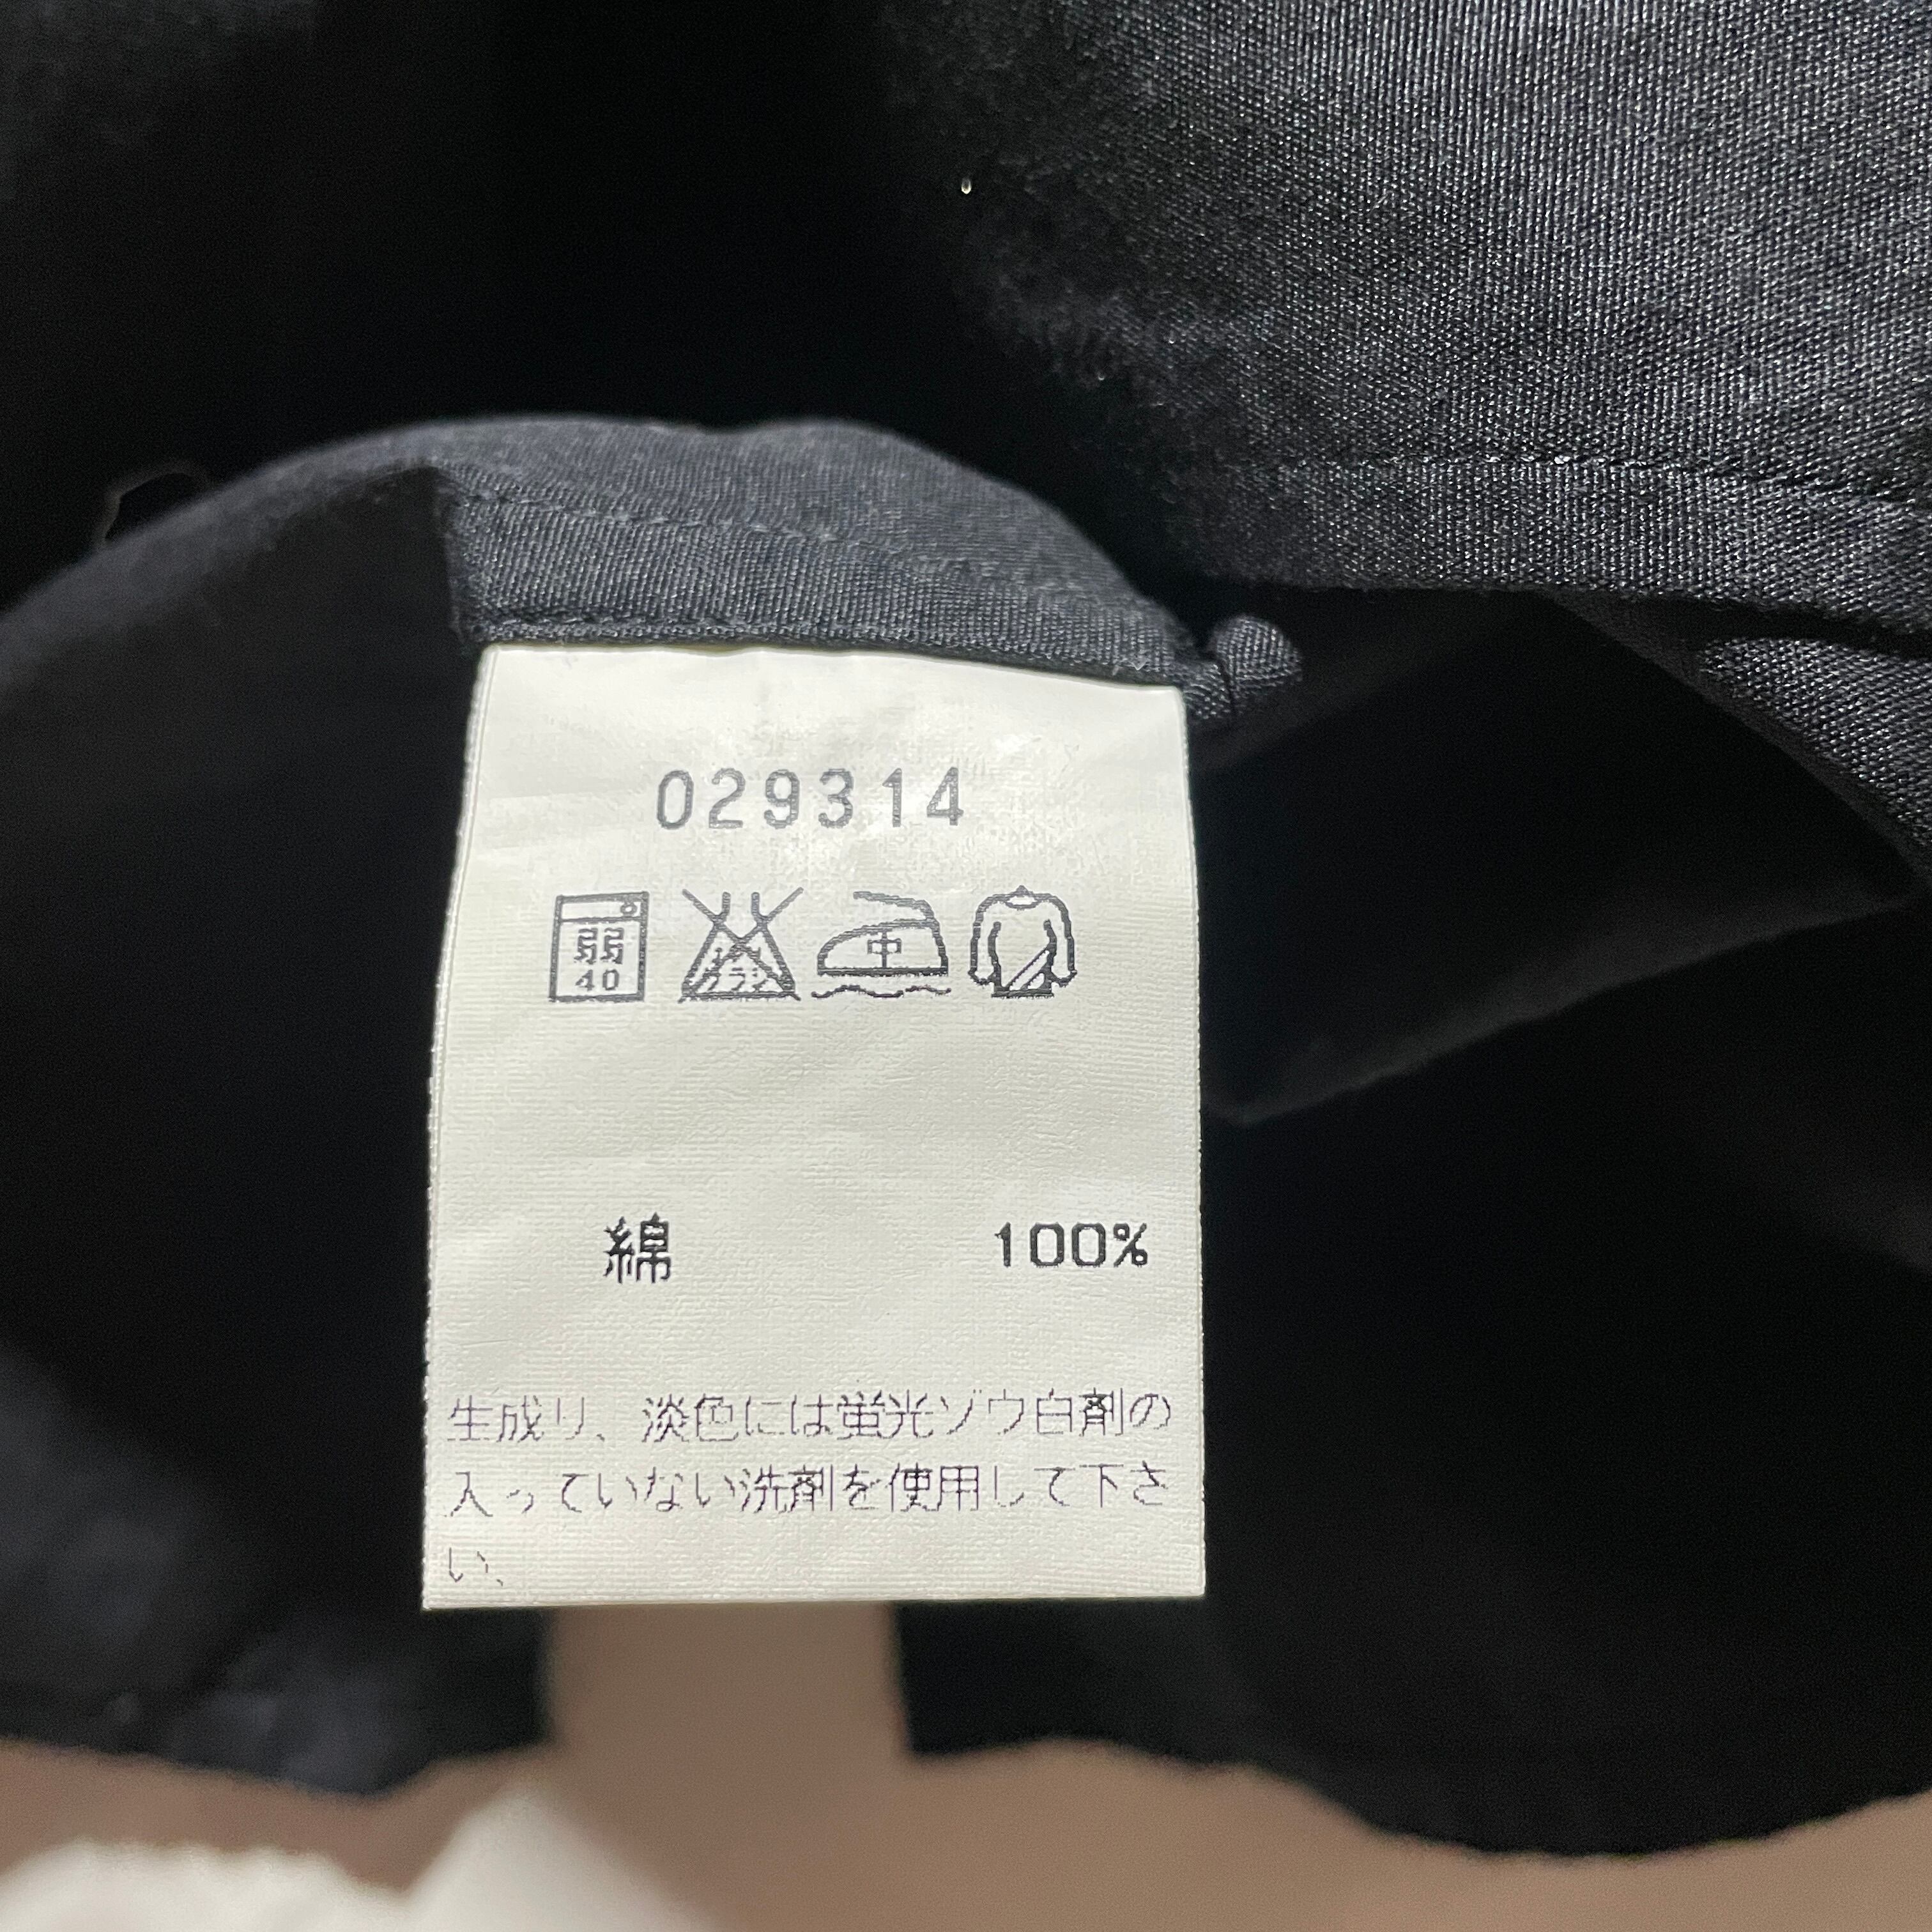 029314
弱
40
中
綿 100%
生成り、淡色には蛍光ゾウ白剤の
入っていない洗剤を使用して下さ
い、